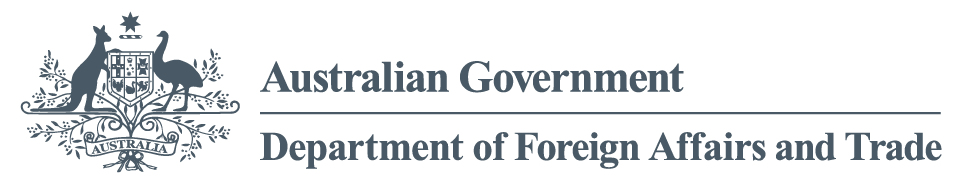 Australian Government
Department of Foreign Affairs and Trade
AUSTRALIA